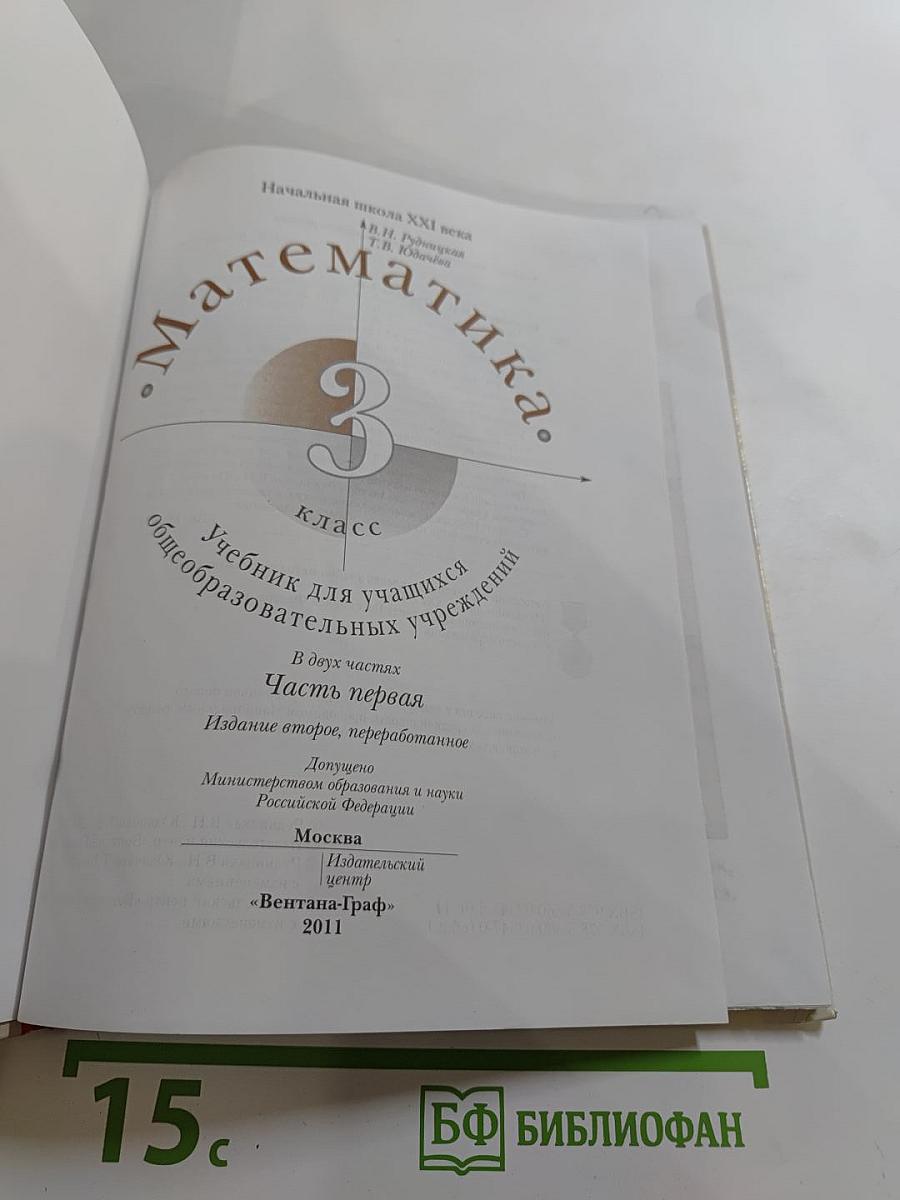 Начальная школа XXI века
В.Н. Рудницкая
Т.В. Юдачёва
Математика
3
класс
Учебник для учащихся
общеобразовательных учреждений
В двух частях
Часть первая
Издание второе, переработанное
Допущено
Министерством образования и науки
Российской Федерации
Москва
Издательский
центр
«Вентана-Граф»
2011
15 с
БФ БИБЛИОФАН